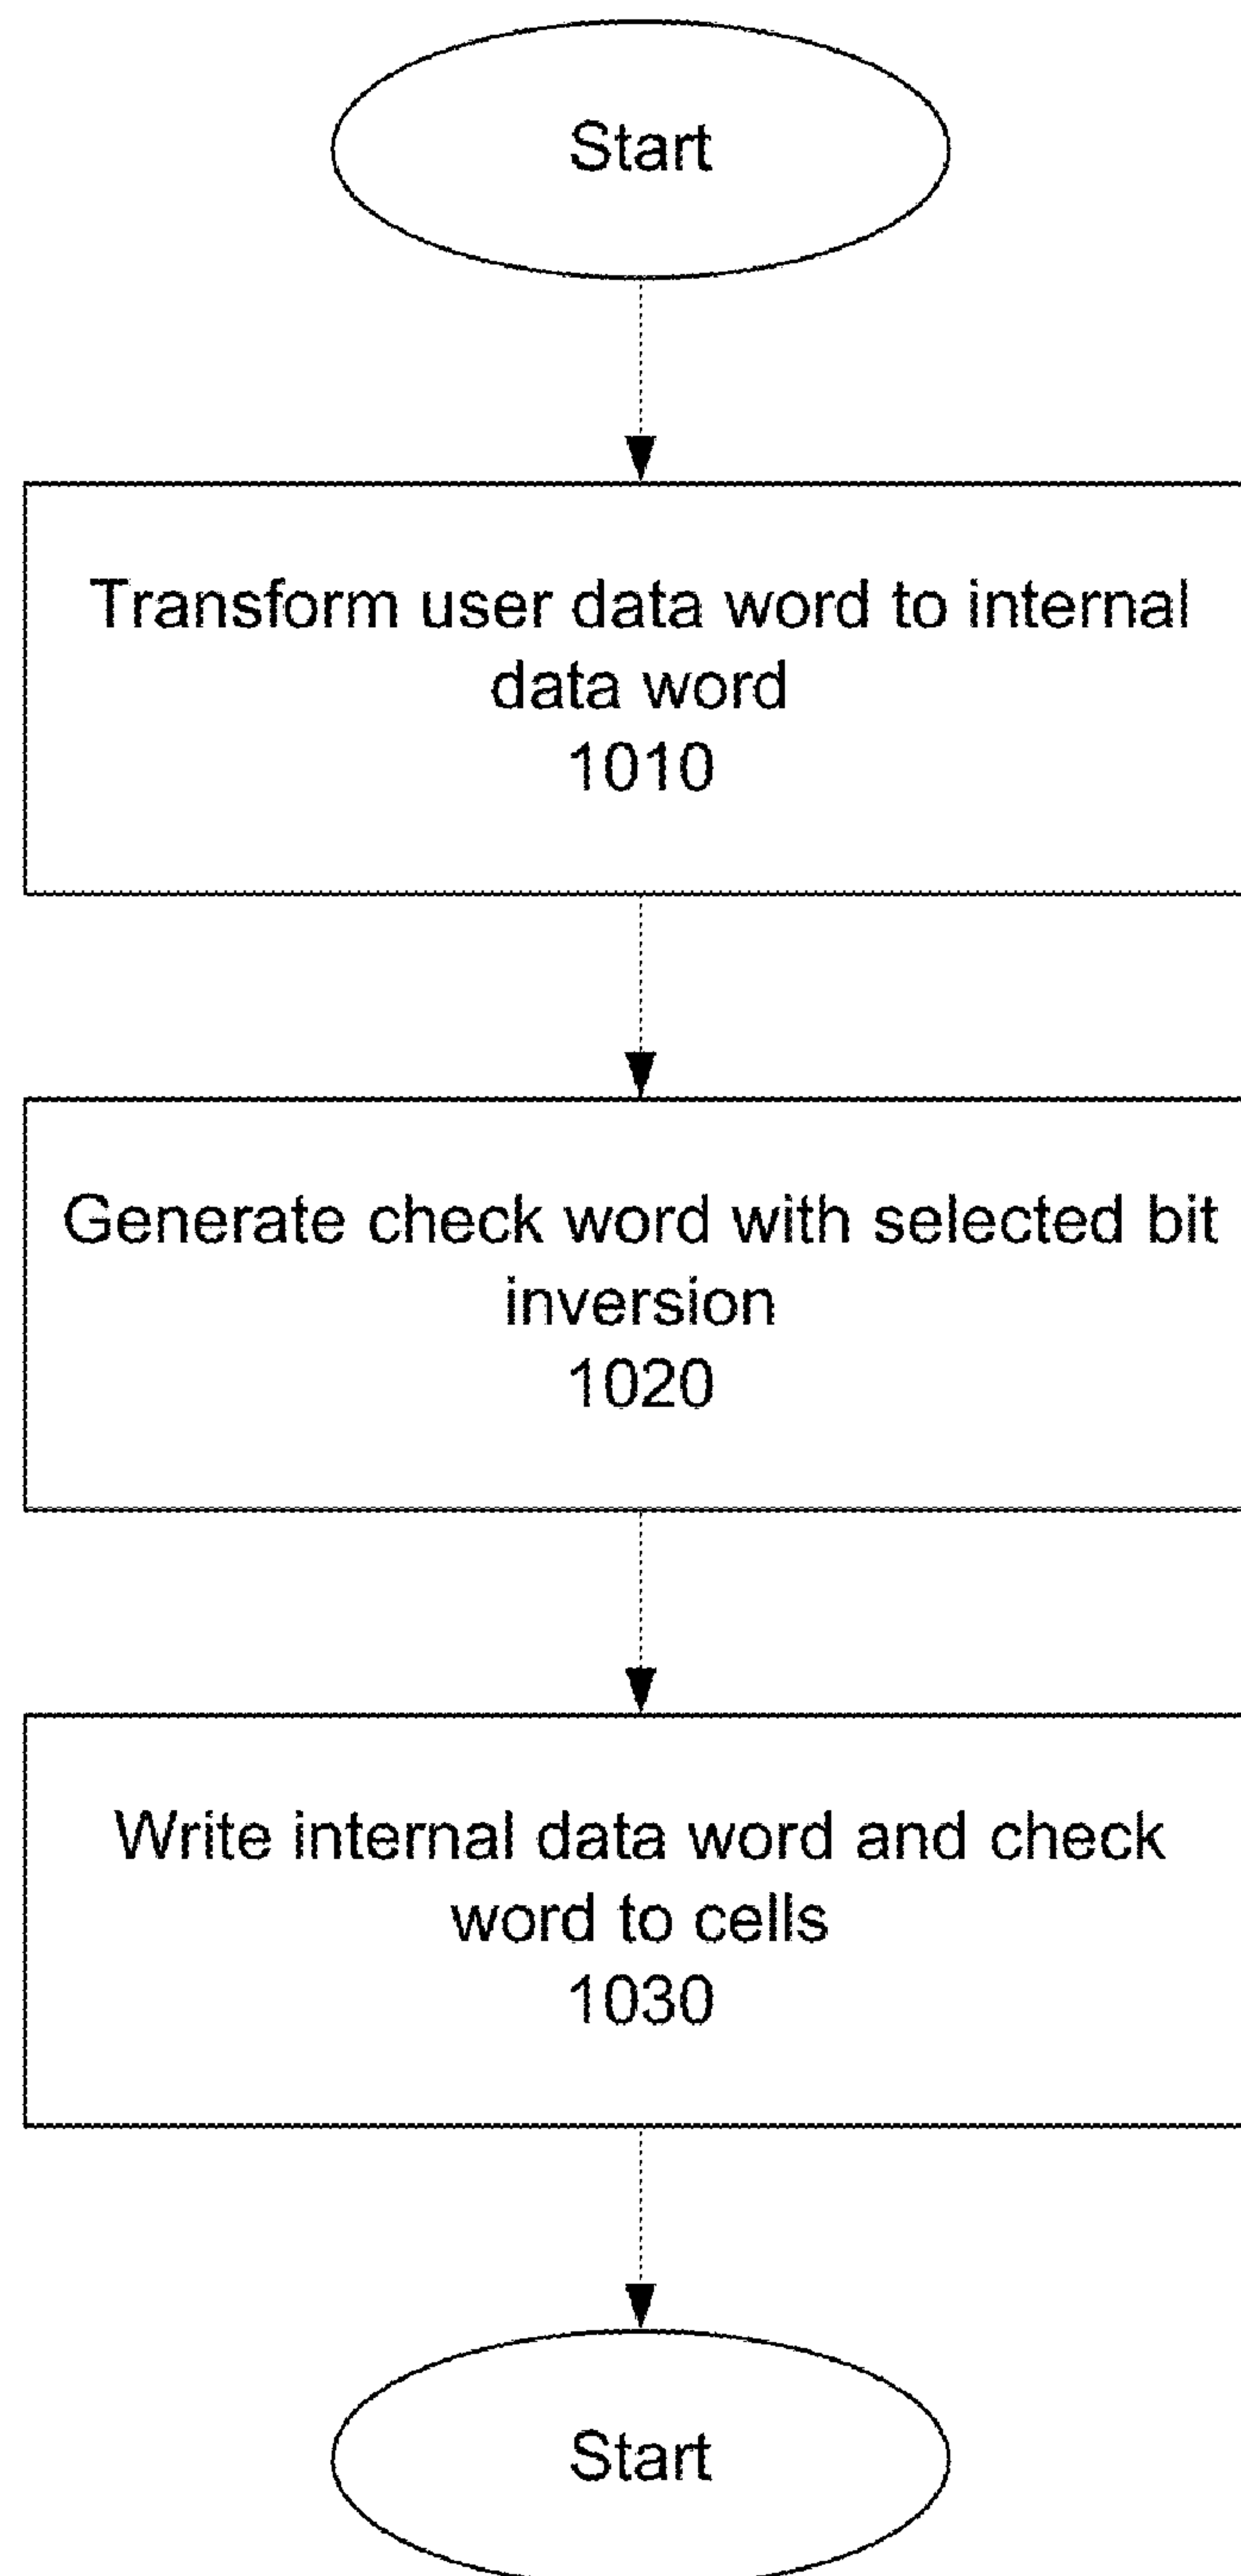 Start
Transform user data word to internal
data word
1010
Generate check word with selected bit
inversion
1020
Write internal data word and check
word to cells
1030
Start